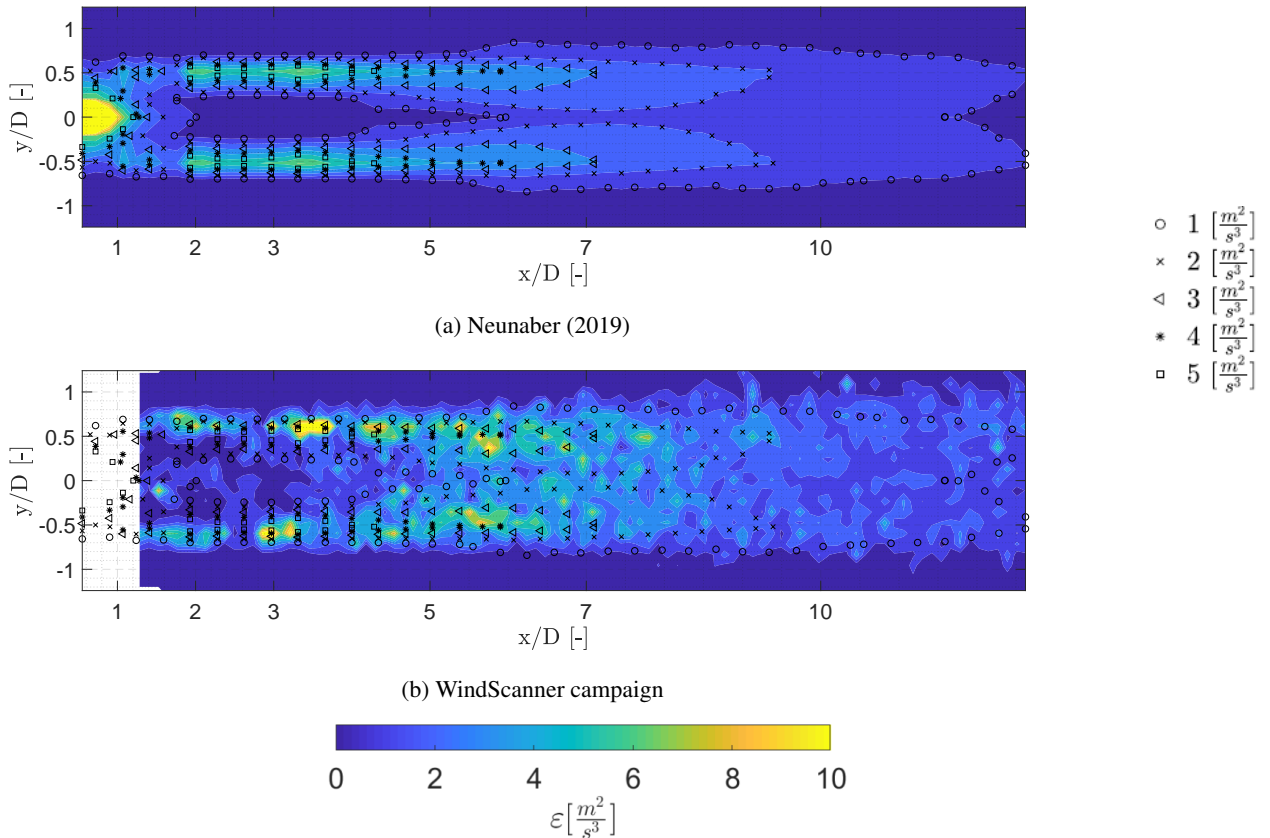 1
0.5
0
-0.5
-1
y/D [-]
1 2 3 5 7 10
x/D [-]
(a) Neunaber (2019)
1 [m²/s³]
2 [m²/s³]
3 [m²/s³]
4 [m²/s³]
5 [m²/s³]
1
0.5
0
-0.5
-1
y/D [-]
1 2 3 5 7 10
x/D [-]
(b) WindScanner campaign
0 2 4 6 8 10
ε[m²/s³]